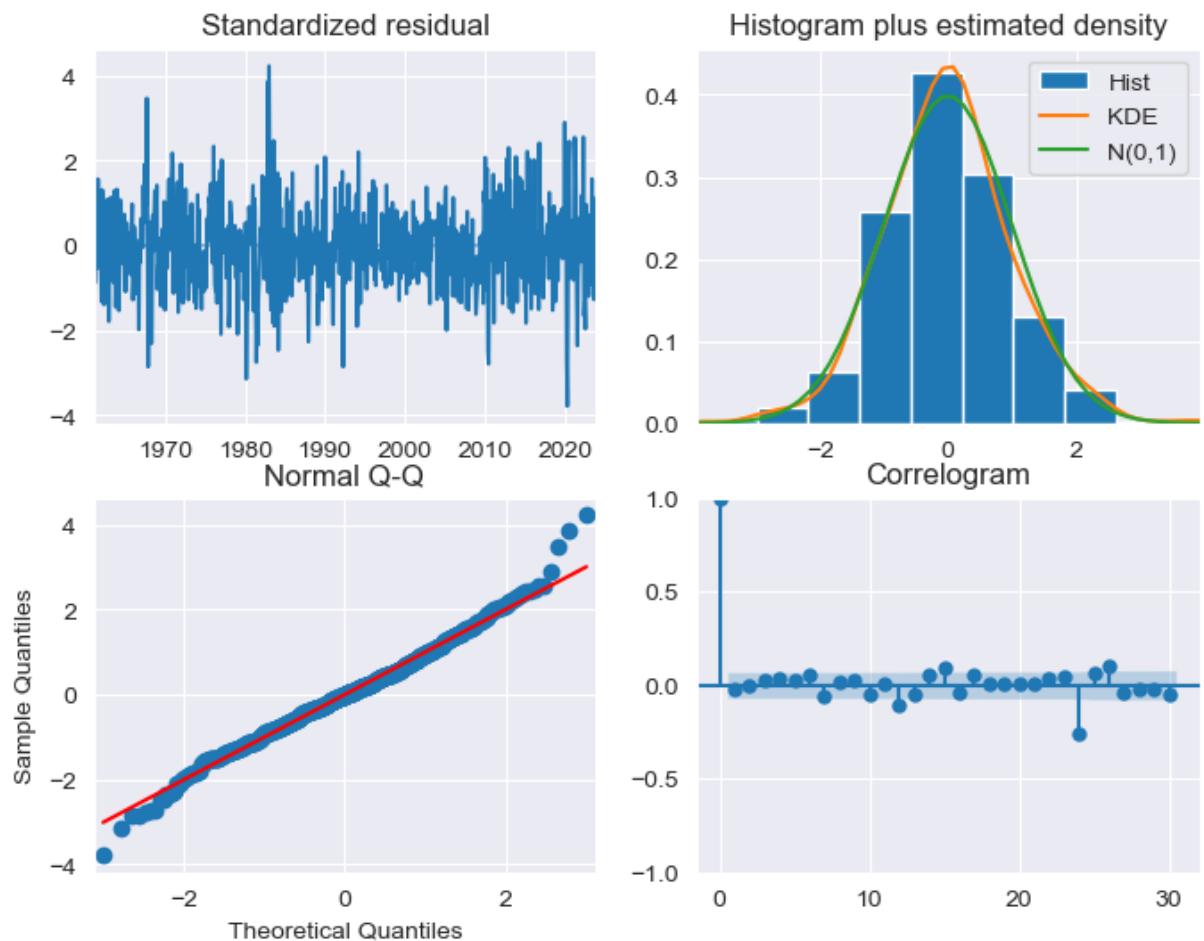 Standardized residual
4
2
0
−2
−4
1970 1980 1990 2000 2010 2020
Histogram plus estimated density
Hist
KDE
N(0,1)
0.4
0.3
0.2
0.1
0.0
−2 0 2
Normal Q-Q
Sample Quantiles
4
2
0
−2
−4
−2 0 2
Theoretical Quantiles
Correlogram
1.0
0.5
0.0
−0.5
−1.0
0 10 20 30